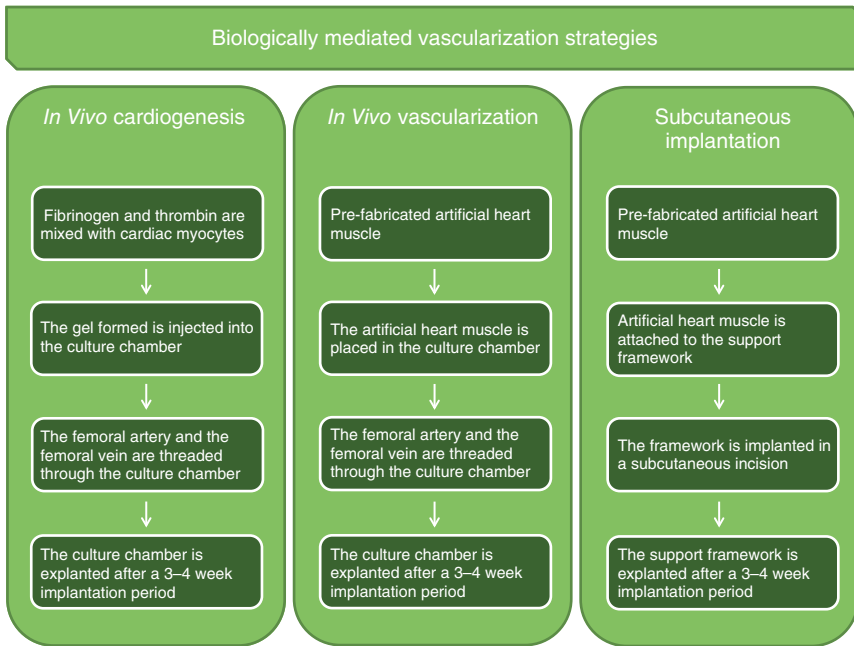 Biologically mediated vascularization strategies
In Vivo cardiogenesis
Fibrinogen and thrombin are
mixed with cardiac myocytes
The gel formed is injected into
the culture chamber
The femoral artery and the
femoral vein are threaded
through the culture chamber
The culture chamber is
explanted after a 3–4 week
implantation period
In Vivo vascularization
Pre-fabricated artificial heart
muscle
The artificial heart muscle is
placed in the culture chamber
The femoral artery and the
femoral vein are threaded
through the culture chamber
The culture chamber is
explanted after a 3–4 week
implantation period
Subcutaneous
implantation
Pre-fabricated artificial heart
muscle
Artificial heart muscle is
attached to the support
framework
The framework is implanted in
a subcutaneous incision
The support framework is
explanted after a 3–4 week
implantation period